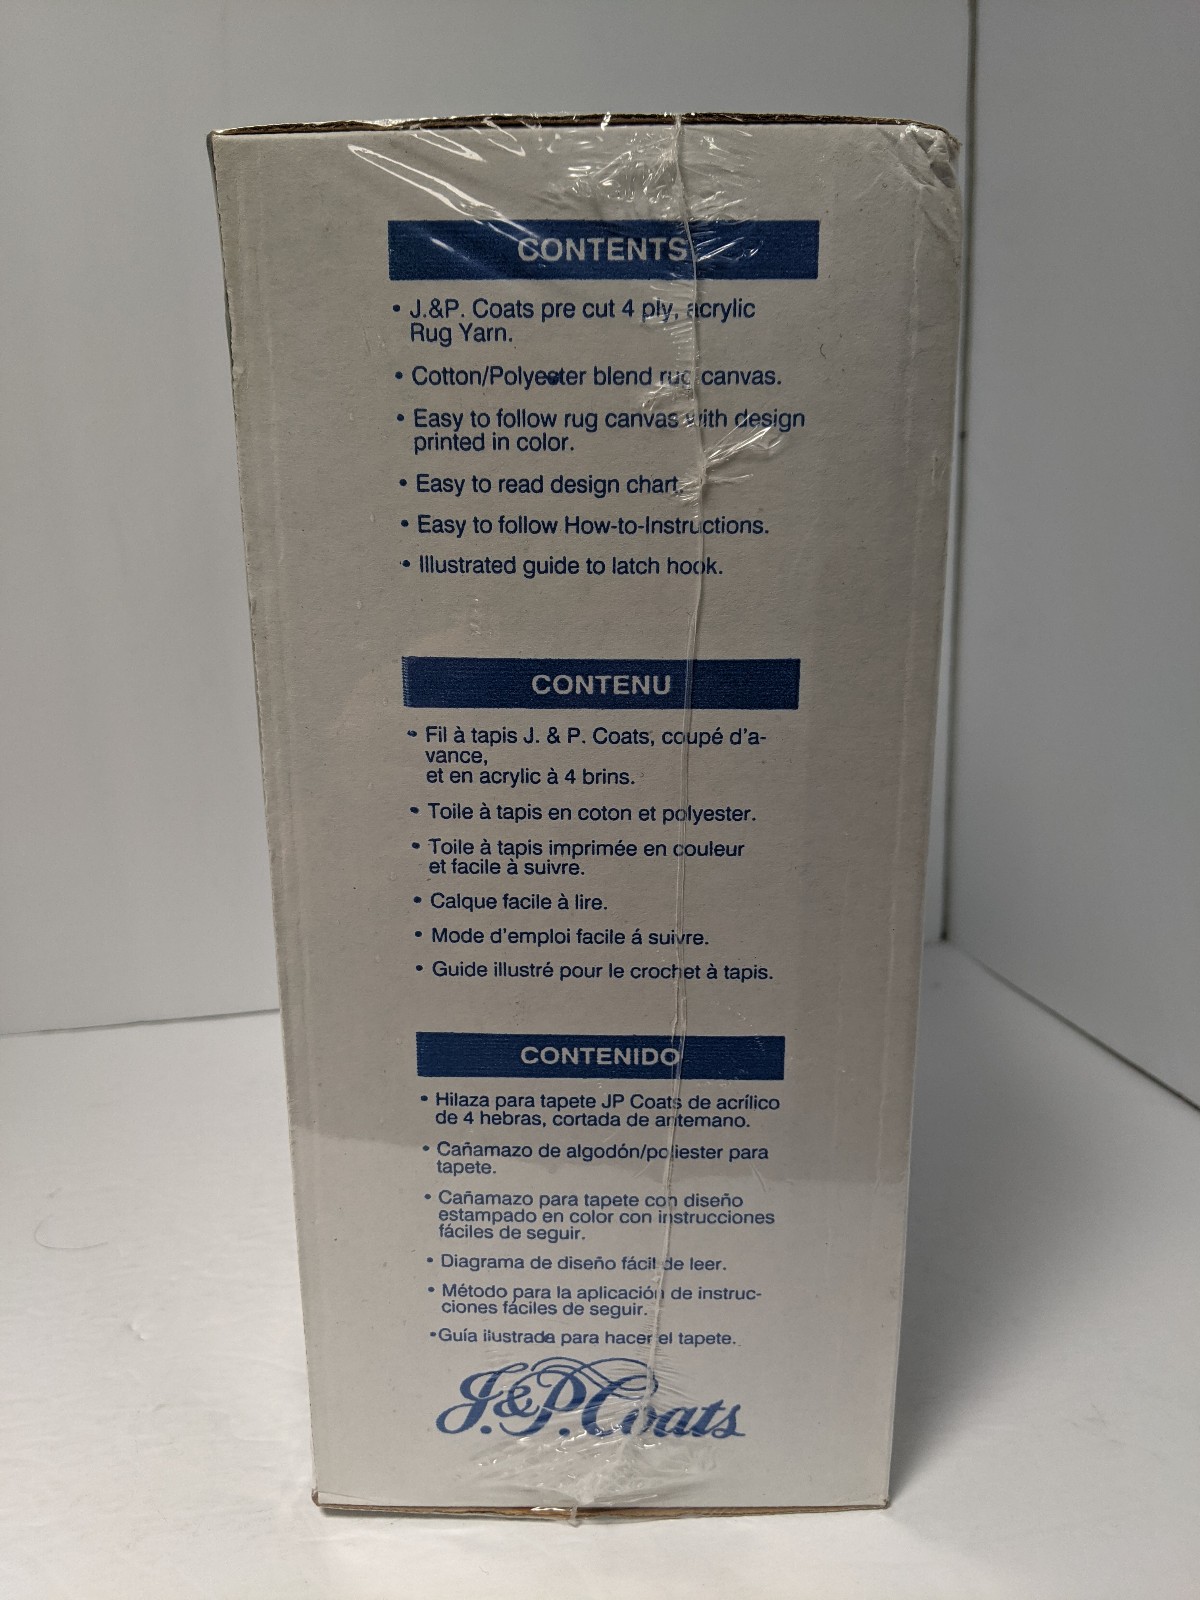 CONTENTS
• J.&P. Coats pre cut 4 ply, acrylic
Rug Yarn.
• Cotton/Polyester blend rug canvas.
• Easy to follow rug canvas with design
printed in color.
• Easy to read design chart.
• Easy to follow How-to-Instructions.
• Illustrated guide to latch hook.
CONTENU
• Fil à tapis J. & P. Coats, coupé d'a-
vance,
et en acrylic à 4 brins.
• Toile à tapis en coton et polyester.
• Toile à tapis imprimée en couleur
et facile à suivre.
• Calque facile à lire.
• Mode d'emploi facile á suivre.
• Guide illustré pour le crochet à tapis.
CONTENIDO
• Hilaza para tapete JP Coats de acrílico
de 4 hebras, cortada de antemano.
• Cañamazo de algodón/poliester para
tapete.
• Cañamazo para tapete con diseño
estampado en color con instrucciones
fáciles de seguir.
• Diagrama de diseño fácil de leer.
• Método para la aplicación de instruc-
ciones fáciles de seguir.
• Guía ilustrada para hacer el tapete.
J.&P. Coats